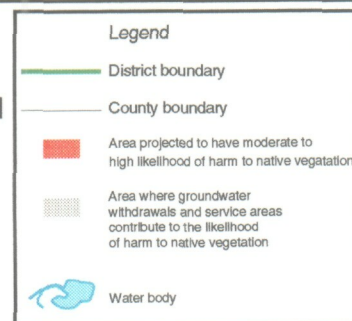 Legend
District boundary
County boundary
Area projected to have moderate to
high likelihood of harm to native vegatation
Area where groundwater
withdrawals and service areas
contribute to the likelihood
of harm to native vegetation
Water body